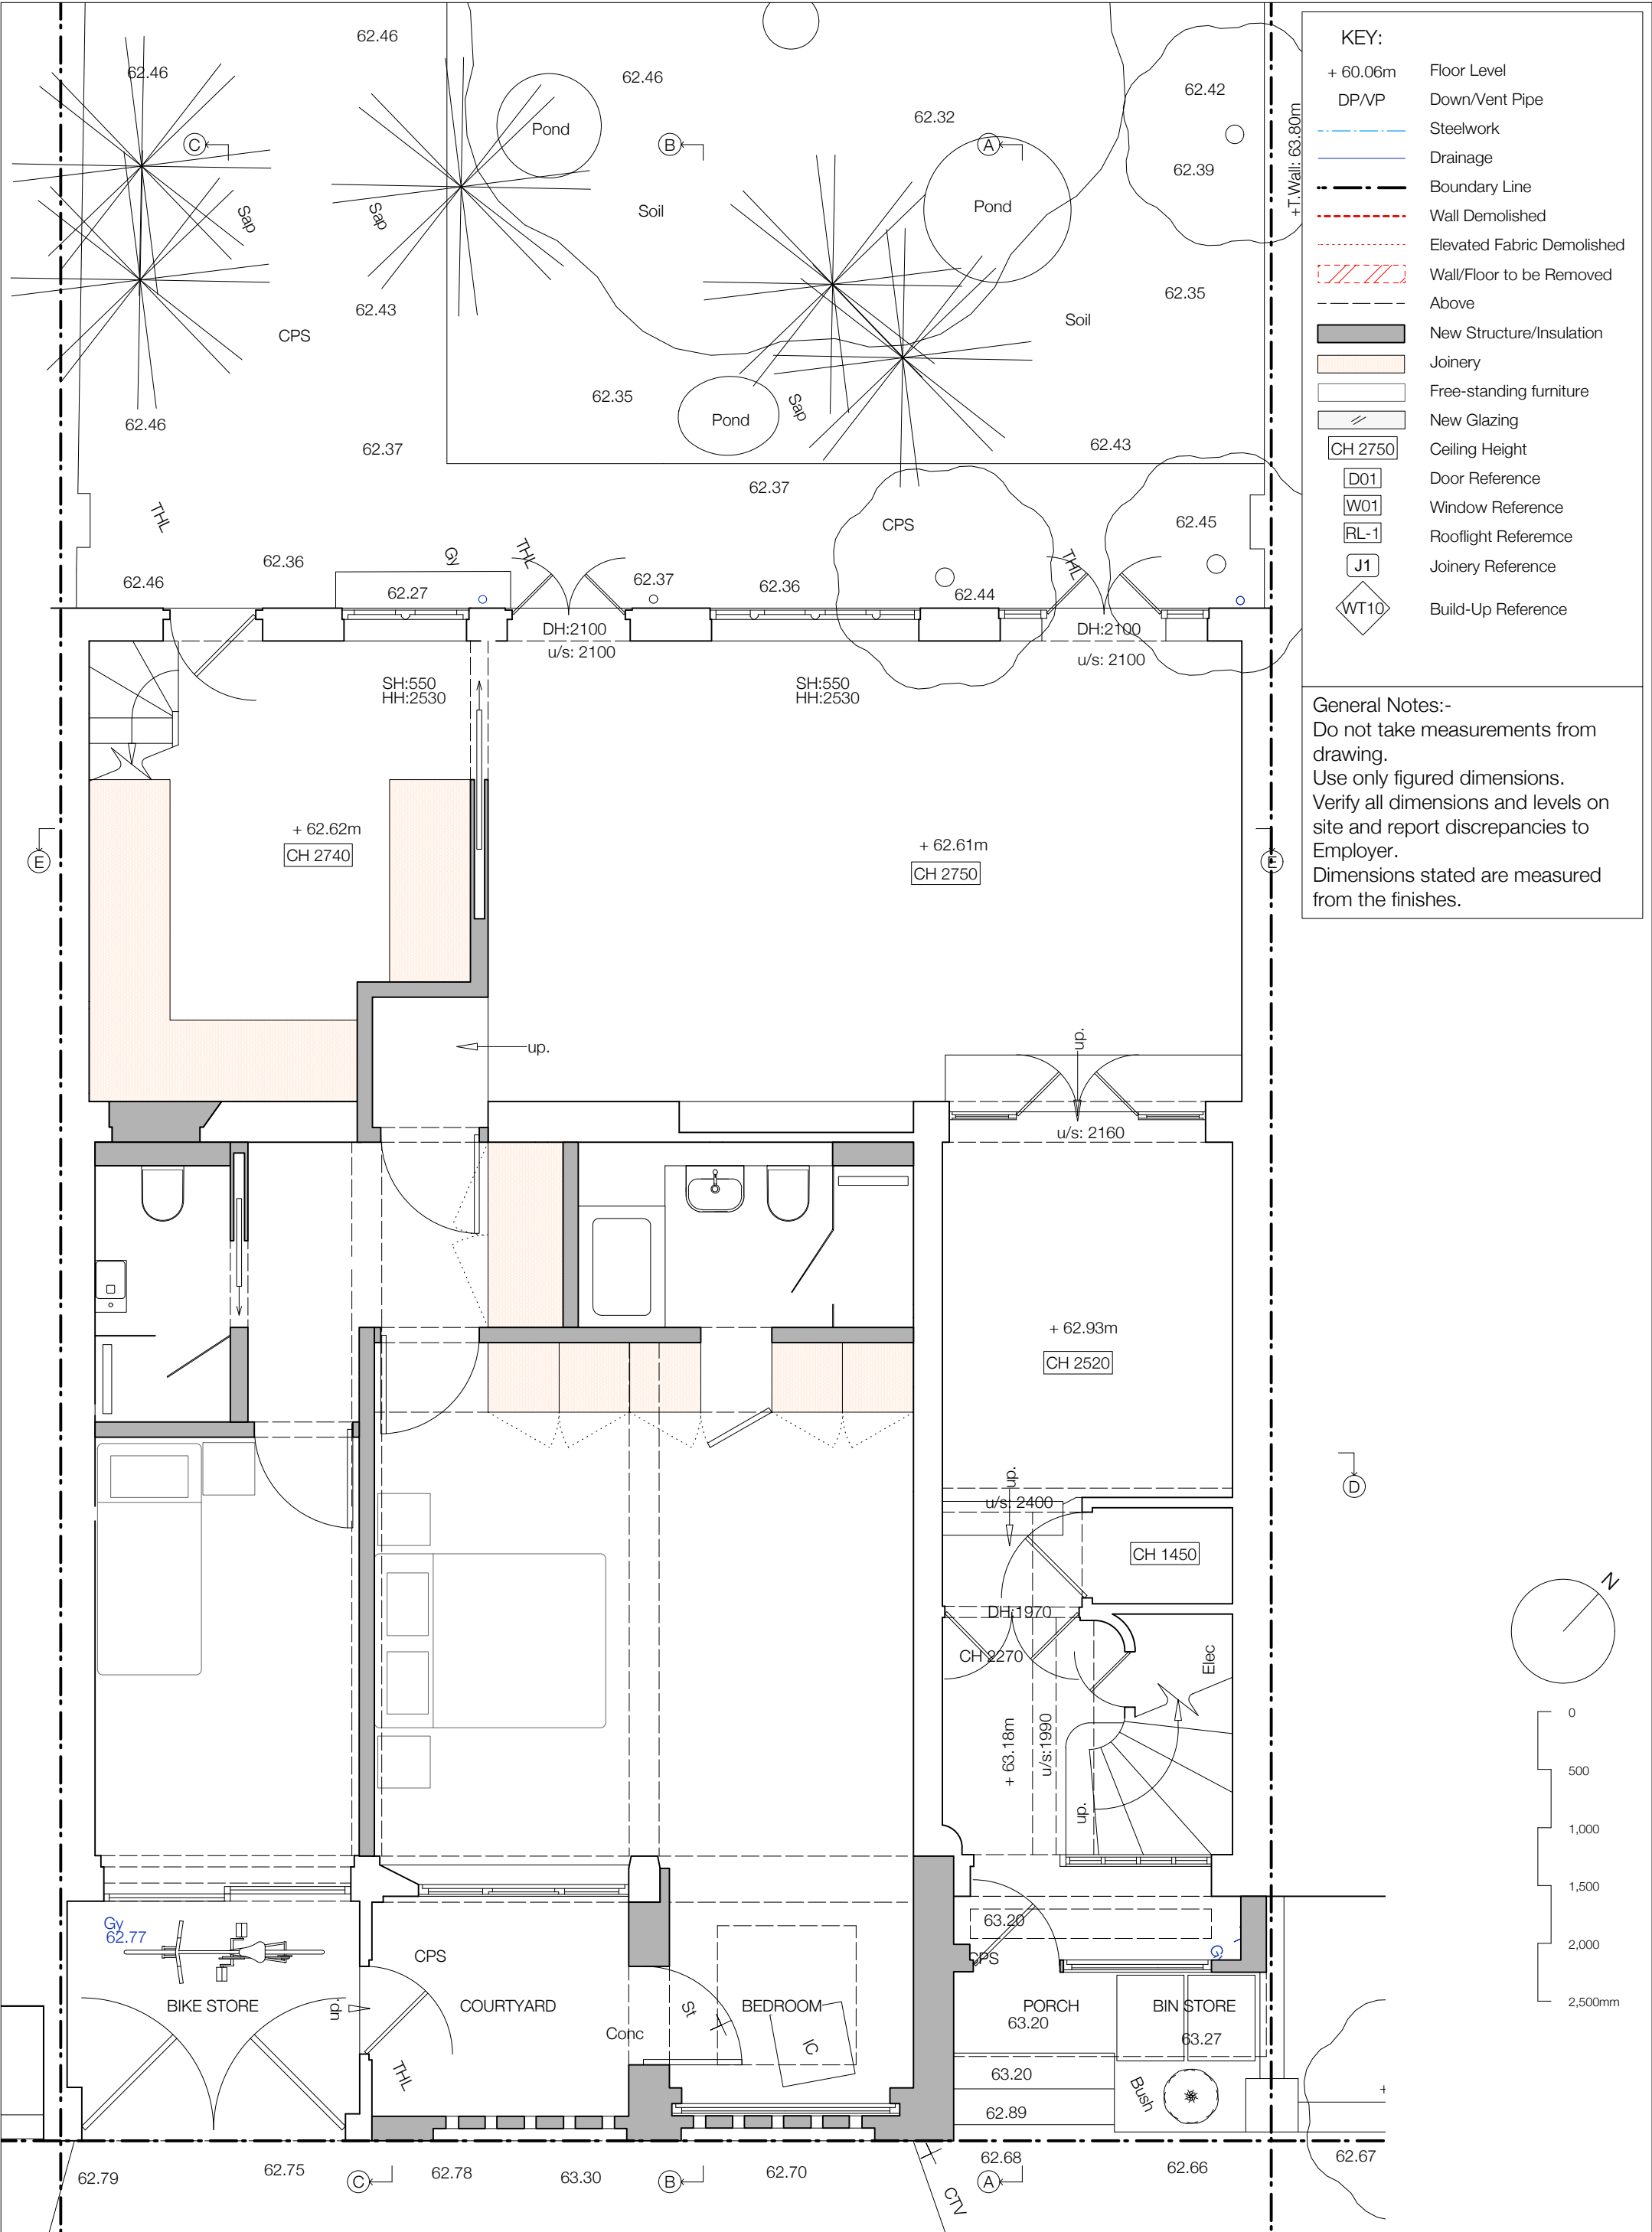 62.46
62.46
62.46
Pond
62.32
62.42
62.39
+T.Wall: 63.80m
C
B
A
Sap
Sap
Soil
Pond
62.43
CPS
62.35
Soil
62.35
Pond
Sap
62.46
62.37
62.43
62.37
THL
CPS
62.45
62.46
62.36
Gy
THL
62.27
62.37
62.36
62.44
THL
DH:2100
u/s: 2100
DH:2100
u/s: 2100
SH:550
HH:2530
SH:550
HH:2530
+ 62.62m
CH 2740
+ 62.61m
CH 2750
E
E
up.
up.
u/s: 2160
+ 62.93m
CH 2520
D
up.
u/s: 2400
CH 1450
DH:1970
CH 2270
Elec
+ 63.18m
u/s:1990
up.
Gy
62.77
BIKE STORE
up.
CPS
COURTYARD
THL
Conc
St
BEDROOM
IC
63.20
CPS
PORCH
63.20
BIN STORE
63.27
63.20
62.89
Bush
62.79
62.75
C
62.78
63.30
B
62.70
CTV
62.68
A
62.66
62.67
KEY:
+ 60.06m Floor Level
DP/VP Down/Vent Pipe
Steelwork
Drainage
Boundary Line
Wall Demolished
Elevated Fabric Demolished
Wall/Floor to be Removed
Above
New Structure/Insulation
Joinery
Free-standing furniture
New Glazing
CH 2750 Ceiling Height
D01 Door Reference
W01 Window Reference
RL-1 Rooflight Referemce
J1 Joinery Reference
WT10 Build-Up Reference
General Notes:-
Do not take measurements from
drawing.
Use only figured dimensions.
Verify all dimensions and levels on
site and report discrepancies to
Employer.
Dimensions stated are measured
from the finishes.
N
0
500
1,000
1,500
2,000
2,500mm